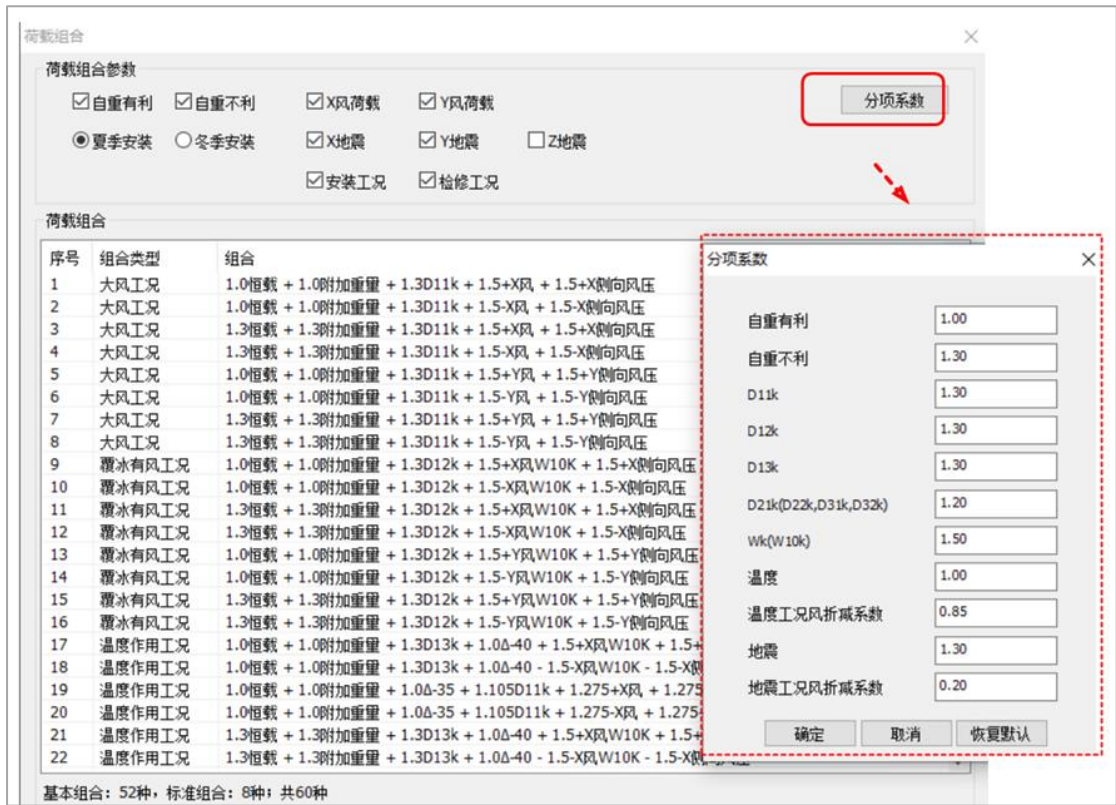 荷载组合
荷载组合参数
自重有利 自重不利 X风荷载 Y风荷载 分项系数
夏季安装 冬季安装 X地震 Y地震 Z地震
安装工况 检修工况
荷载组合
序号 组合类型 组合
1 大风工况 1.0恒载 + 1.0附加重量 + 1.3D11k + 1.5+X风 + 1.5+X侧向风压
2 大风工况 1.0恒载 + 1.0附加重量 + 1.3D11k + 1.5-X风 + 1.5-X侧向风压
3 大风工况 1.3恒载 + 1.3附加重量 + 1.3D11k + 1.5+X风 + 1.5+X侧向风压
4 大风工况 1.3恒载 + 1.3附加重量 + 1.3D11k + 1.5-X风 + 1.5-X侧向风压
5 大风工况 1.0恒载 + 1.0附加重量 + 1.3D11k + 1.5+Y风 + 1.5+Y侧向风压
6 大风工况 1.0恒载 + 1.0附加重量 + 1.3D11k + 1.5-Y风 + 1.5-Y侧向风压
7 大风工况 1.3恒载 + 1.3附加重量 + 1.3D11k + 1.5+Y风 + 1.5+Y侧向风压
8 大风工况 1.3恒载 + 1.3附加重量 + 1.3D11k + 1.5-Y风 + 1.5-Y侧向风压
9 覆冰有风工况 1.0恒载 + 1.0附加重量 + 1.3D12k + 1.5+X风W10K + 1.5+X侧向风压
10 覆冰有风工况 1.0恒载 + 1.0附加重量 + 1.3D12k + 1.5-X风W10K + 1.5-X侧向风压
11 覆冰有风工况 1.3恒载 + 1.3附加重量 + 1.3D12k + 1.5+X风W10K + 1.5+X侧向风压
12 覆冰有风工况 1.3恒载 + 1.3附加重量 + 1.3D12k + 1.5-X风W10K + 1.5-X侧向风压
13 覆冰有风工况 1.0恒载 + 1.0附加重量 + 1.3D12k + 1.5+Y风W10K + 1.5+Y侧向风压
14 覆冰有风工况 1.0恒载 + 1.0附加重量 + 1.3D12k + 1.5-Y风W10K + 1.5-Y侧向风压
15 覆冰有风工况 1.3恒载 + 1.3附加重量 + 1.3D12k + 1.5+Y风W10K + 1.5+Y侧向风压
16 覆冰有风工况 1.3恒载 + 1.3附加重量 + 1.3D12k + 1.5-Y风W10K + 1.5-Y侧向风压
17 温度作用工况 1.0恒载 + 1.0附加重量 + 1.3D13k + 1.0Δ-40 + 1.5+X风W10K + 1.5+
18 温度作用工况 1.0恒载 + 1.0附加重量 + 1.3D13k + 1.0Δ-40 - 1.5-X风W10K - 1.5-X侧
19 温度作用工况 1.0恒载 + 1.0附加重量 + 1.0Δ-35 + 1.105D11k + 1.275+X风 + 1.275
20 温度作用工况 1.0恒载 + 1.0附加重量 + 1.0Δ-35 + 1.105D11k + 1.275-X风 + 1.275-
21 温度作用工况 1.3恒载 + 1.3附加重量 + 1.3D13k + 1.0Δ-40 + 1.5+X风W10K + 1.5+
22 温度作用工况 1.3恒载 + 1.3附加重量 + 1.3D13k + 1.0Δ-40 - 1.5-X风W10K - 1.5-X侧向风压
基本组合：52种，标准组合：8种；共60种
分项系数
自重有利 1.00
自重不利 1.30
D11k 1.30
D12k 1.30
D13k 1.30
D21k(D22k,D31k,D32k) 1.20
Wk(W10k) 1.50
温度 1.00
温度工况风折减系数 0.85
地震 1.30
地震工况风折减系数 0.20
确定 取消 恢复默认